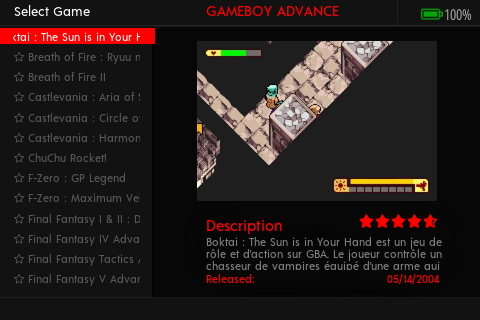 Select Game
GAMEBOY ADVANCE
100%
ktai : The Sun is in Your H
Breath of Fire : Ryuu n
Breath of Fire II
Castlevania : Aria of S
Castlevania : Circle o
Castlevania : Harmon
ChuChu Rocket!
F-Zero : GP Legend
F-Zero : Maximum Ve
Final Fantasy I & II : D
Final Fantasy IV Adva
Final Fantasy Tactics A
Final Fantasy V Advan
Description
Boktai : The Sun is in Your Hand est un jeu de
rôle et d'action sur GBA. Le joueur contrôle un
chasseur de vampires équipé d'une arme qui
Released:
05/14/2004